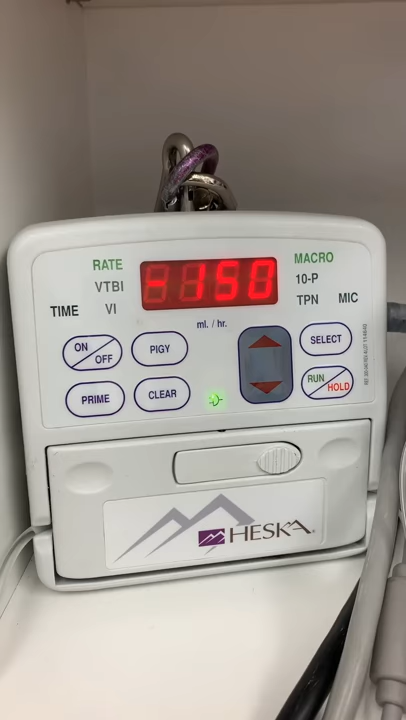 RATE
MACRO
VTBI
10-P
TIME
VI
TPN
MIC
150
ml. / hr.
ON
OFF
PIGY
SELECT
PRIME
CLEAR
RUN
HOLD
HESKA®